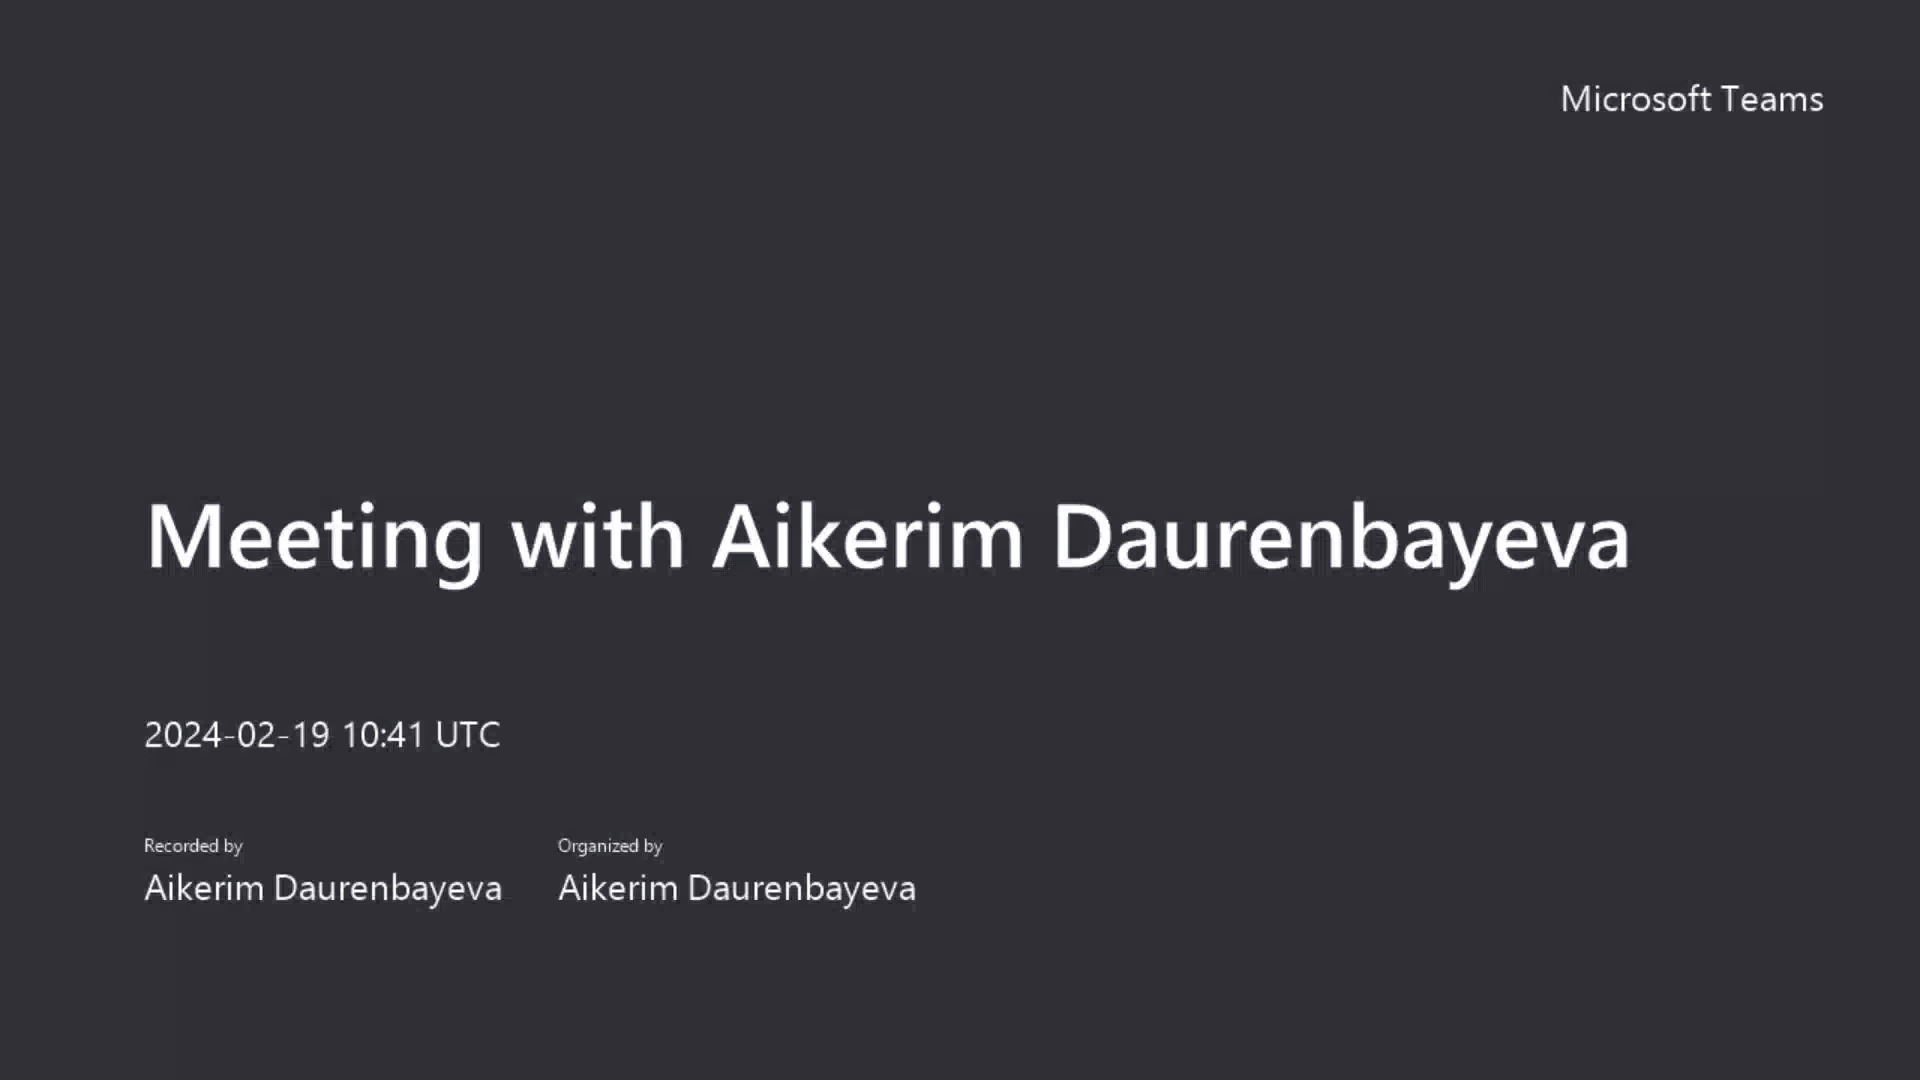 Microsoft Teams
Meeting with Aikerim Daurenbayeva
2024-02-19 10:41 UTC
Recorded by
Aikerim Daurenbayeva
Organized by
Aikerim Daurenbayeva